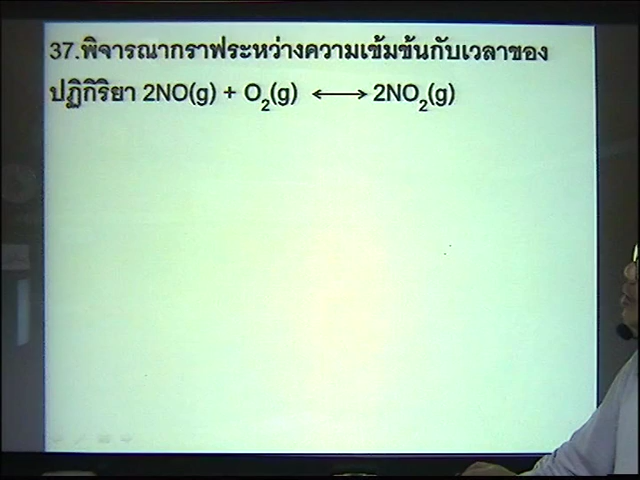 37.พิจารณากราฟระหว่างความเข้มข้นกับเวลาของ
ปฏิกิริยา 2NO(g) + O₂(g) ⟷ 2NO₂(g)